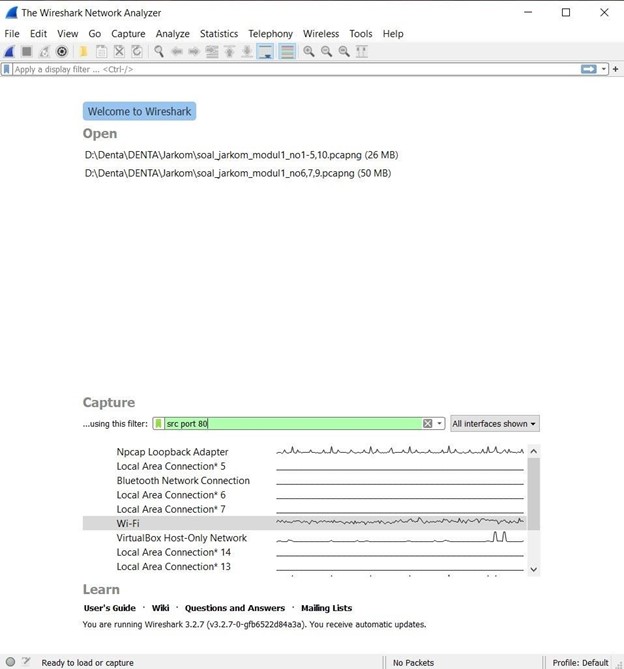 The Wireshark Network Analyzer
File Edit View Go Capture Analyze Statistics Telephony Wireless Tools Help
Apply a display filter ... <Ctrl-/>
Welcome to Wireshark
Open
D:\Denta\DENTA\Jarkom\soal_jarkom_modul1_no1-5,10.pcapng (26 MB)
D:\Denta\DENTA\Jarkom\soal_jarkom_modul1_no6,7,9.pcapng (50 MB)
Capture
...using this filter: src port 80 All interfaces shown
Npcap Loopback Adapter
Local Area Connection* 5
Bluetooth Network Connection
Local Area Connection* 6
Local Area Connection* 7
Wi-Fi
VirtualBox Host-Only Network
Local Area Connection* 14
Local Area Connection* 13
Learn
User's Guide · Wiki · Questions and Answers · Mailing Lists
You are running Wireshark 3.2.7 (v3.2.7-0-gfb6522d84a3a). You receive automatic updates.
Ready to load or capture No Packets Profile: Default